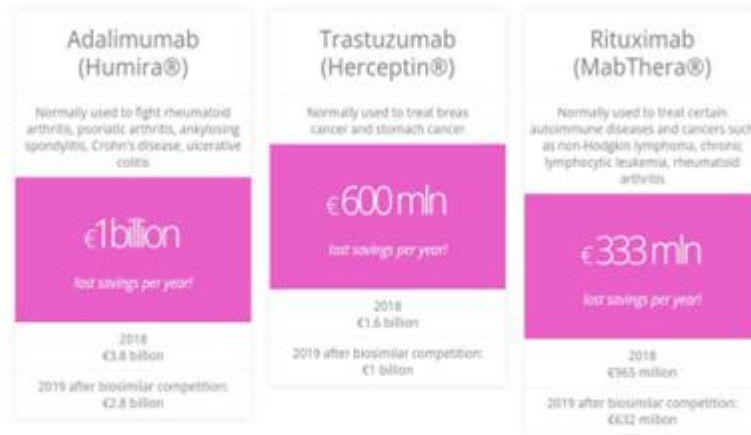 Adalimumab
(Humira®)
Normally used to fight rheumatoid
arthritis, psoriatic arthritis, ankylosing
spondylitis, Crohn's disease, ulcerative
colitis
€1 billion
lost savings per year!
2018
€3.8 billion
2019 after biosimilar competition:
€2.8 billion
Trastuzumab
(Herceptin®)
Normally used to treat breas
cancer and stomach cancer
€600 mln
lost savings per year!
2018
€1.6 billion
2019 after biosimilar competition:
€1 billion
Rituximab
(MabThera®)
Normally used to treat certain
autoimmune diseases and cancers such
as non-Hodgkin lymphoma, chronic
lymphocytic leukemia, rheumatoid
arthritis
€333 mln
lost savings per year!
2018
€965 million
2019 after biosimilar competition:
€632 million